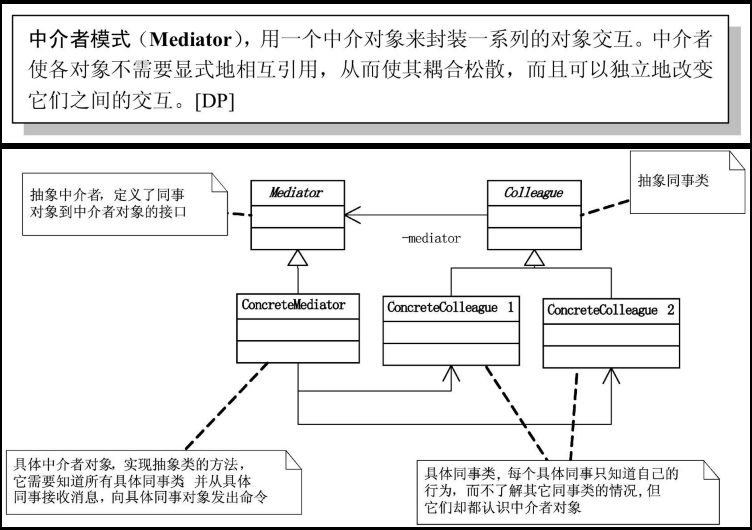 中介者模式（Mediator），用一个中介对象来封装一系列的对象交互。中介者
使各对象不需要显式地相互引用，从而使其耦合松散，而且可以独立地改变
它们之间的交互。[DP]
抽象中介者，定义了同事
对象到中介者对象的接口
Mediator
Colleague
抽象同事类
-mediator
ConcreteMediator
ConcreteColleague 1
ConcreteColleague 2
具体中介者对象，实现抽象类的方法，
它需要知道所有具体同事类 并从具体
同事接收消息，向具体同事对象发出命令
具体同事类，每个具体同事只知道自己的
行为，而不了解其它同事类的情况，但
它们却都认识中介者对象